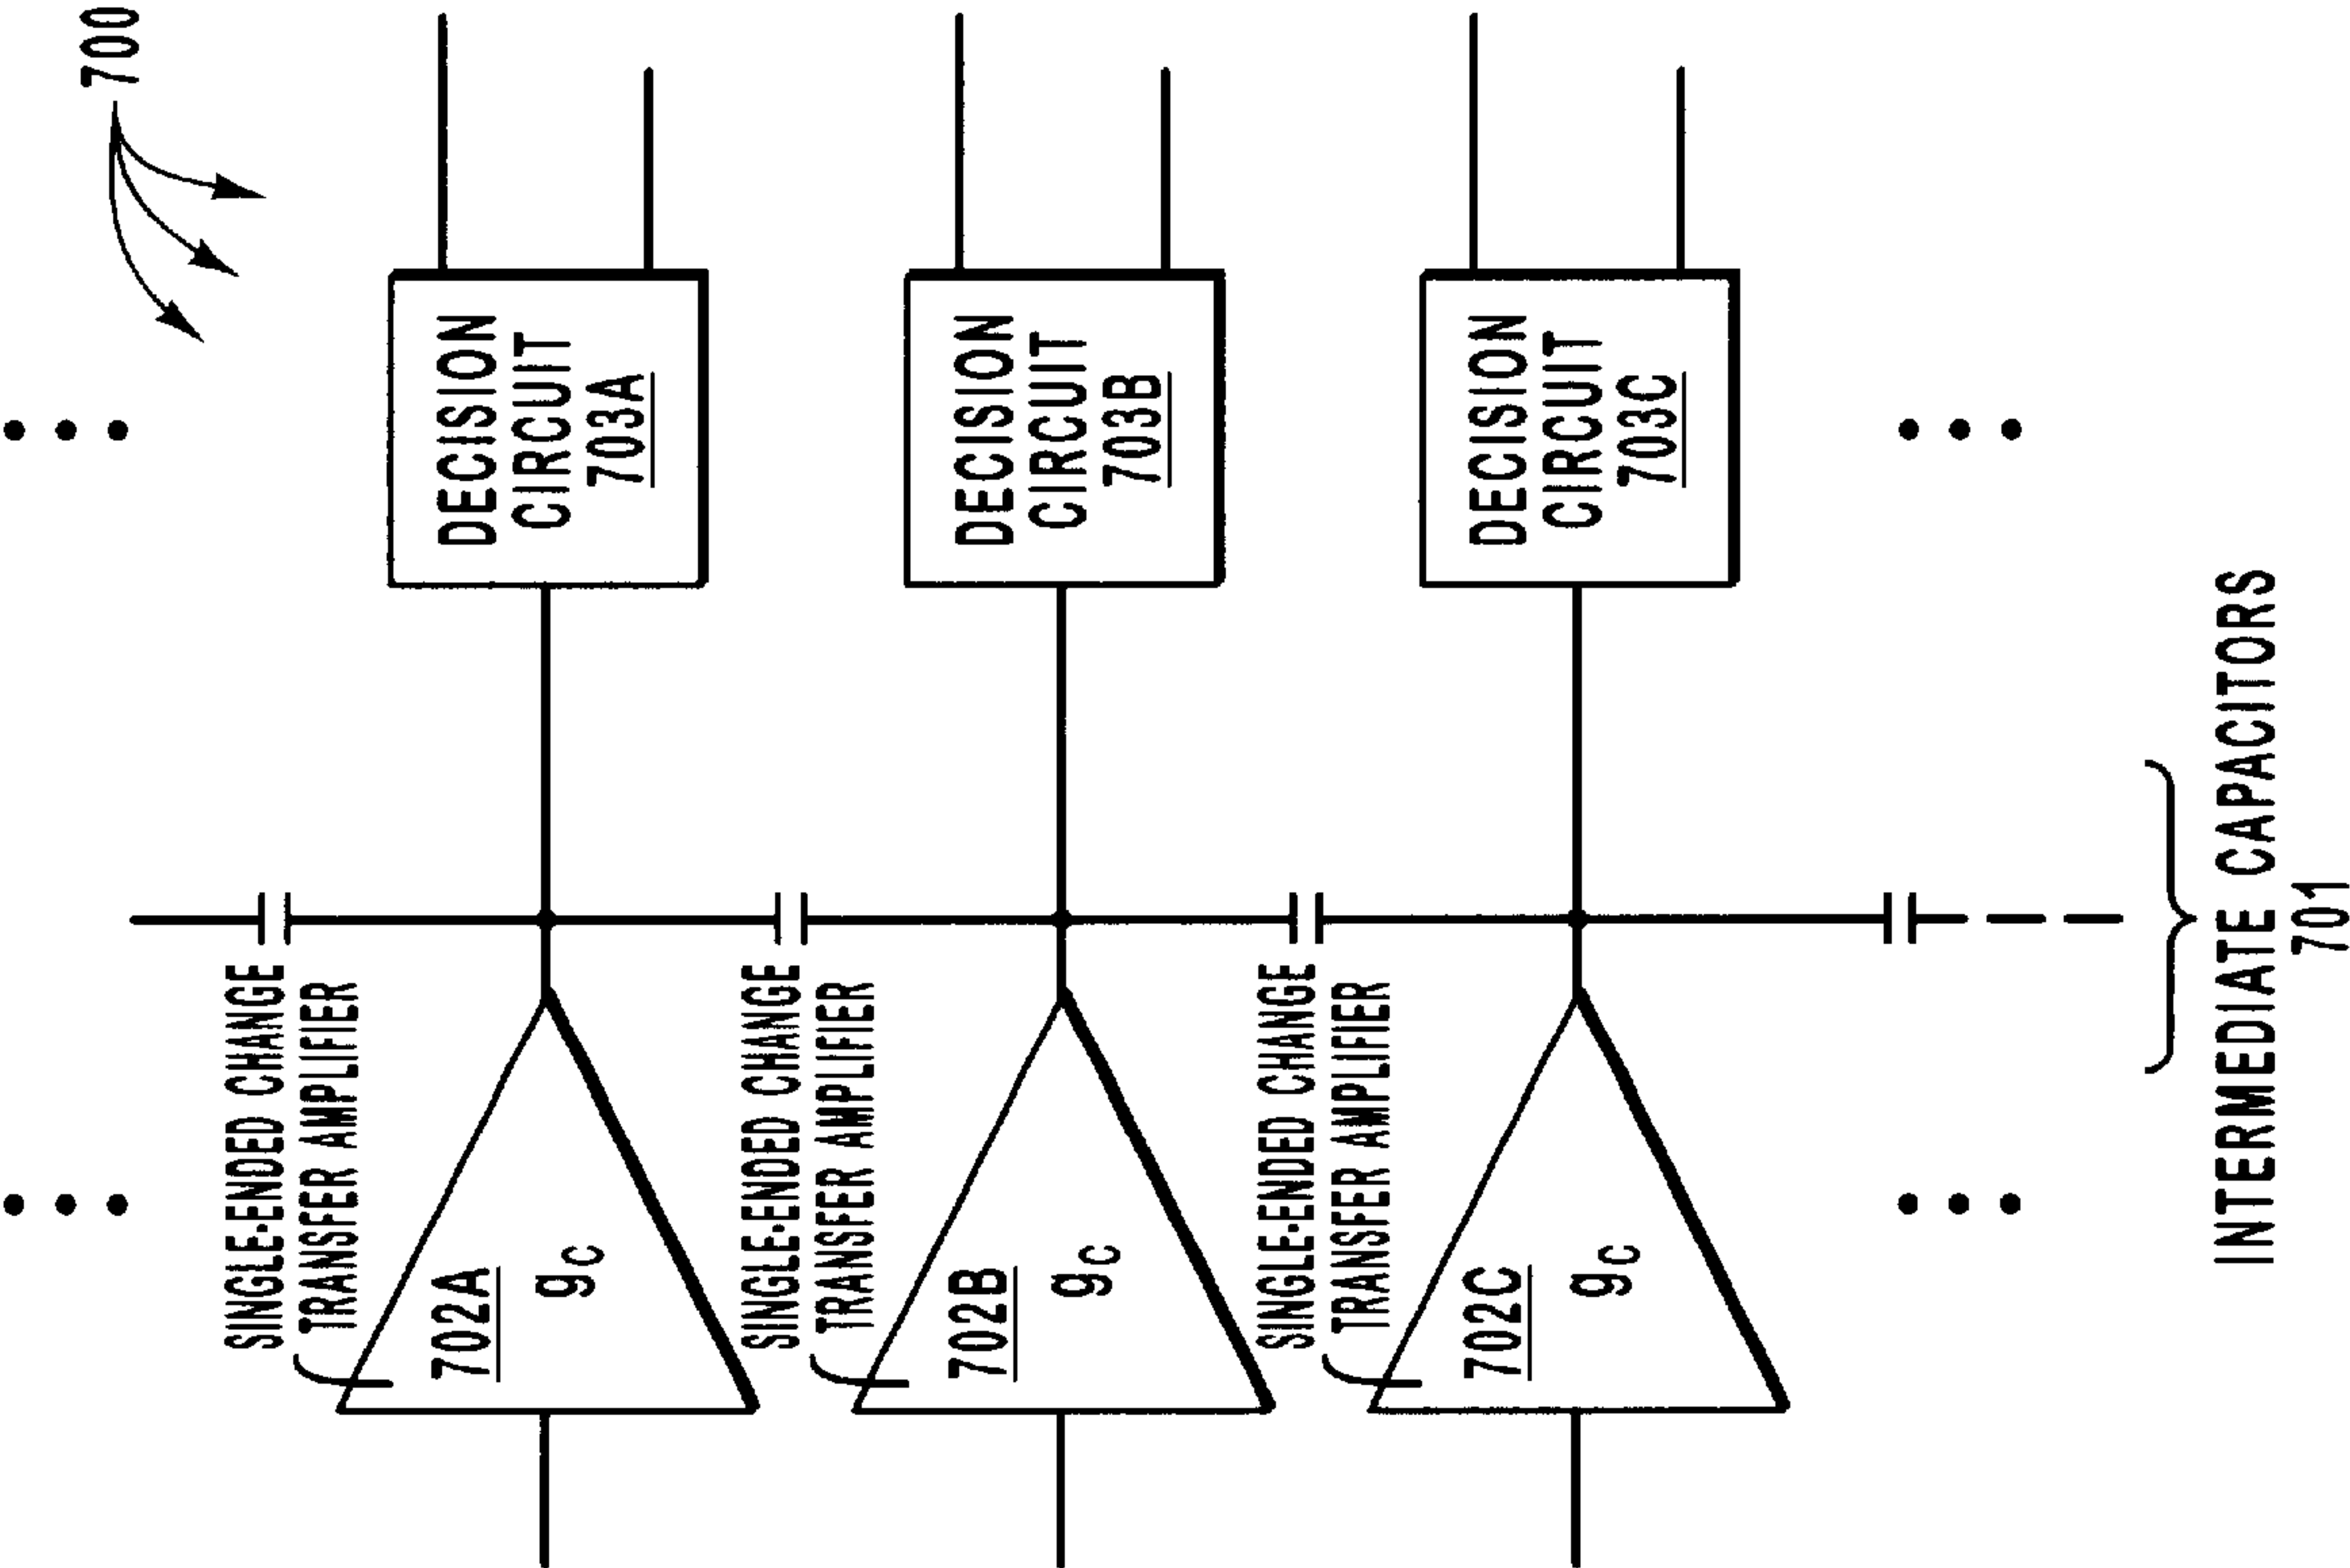 700
SINGLE-ENDED CHANGE
TRANSFER AMPLIFIER
702A
gc
DECISION
CIRCUIT
703A
SINGLE-ENDED CHANGE
TRANSFER AMPLIFIER
702B
gc
DECISION
CIRCUIT
703B
SINGLE-ENDED CHANGE
TRANSFER AMPLIFIER
702C
gc
DECISION
CIRCUIT
703C
INTERMEDIATE CAPACITORS
701